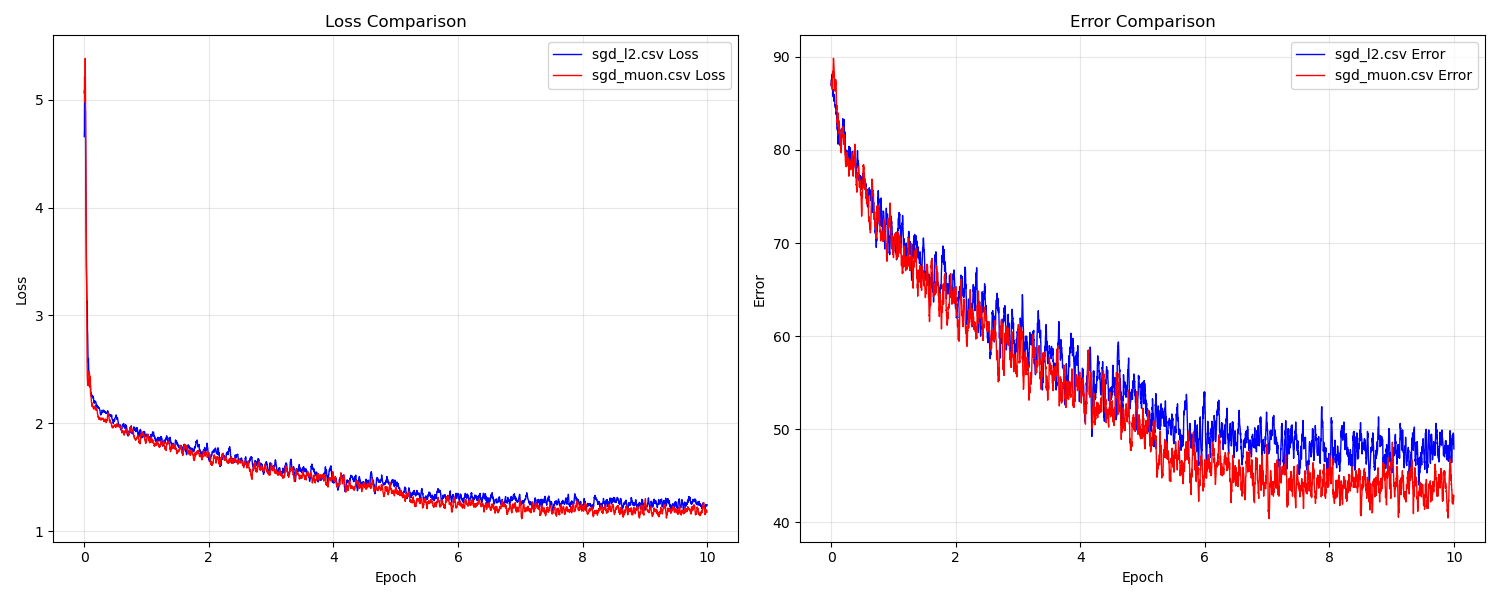 Loss Comparison
sgd_l2.csv Loss
sgd_muon.csv Loss
5
4
3
2
1
0
2
4
6
8
10
Loss
Epoch
Error Comparison
sgd_l2.csv Error
sgd_muon.csv Error
90
80
70
60
50
40
0
2
4
6
8
10
Error
Epoch